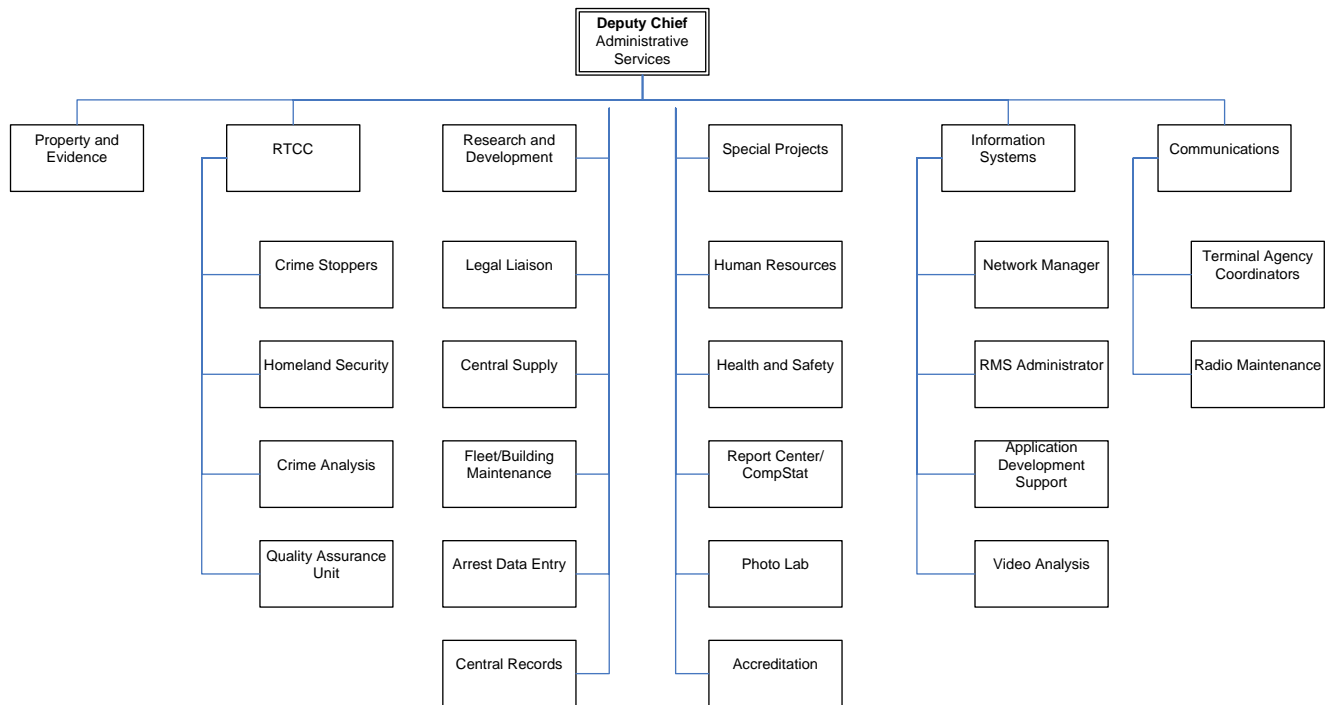 Deputy Chief
Administrative
Services
Property and
Evidence
RTCC
Research and
Development
Special Projects
Information
Systems
Communications
Crime Stoppers
Legal Liaison
Human Resources
Network Manager
Terminal Agency
Coordinators
Homeland Security
Central Supply
Health and Safety
RMS Administrator
Radio Maintenance
Crime Analysis
Fleet/Building
Maintenance
Report Center/
CompStat
Application
Development
Support
Quality Assurance
Unit
Arrest Data Entry
Photo Lab
Video Analysis
Central Records
Accreditation